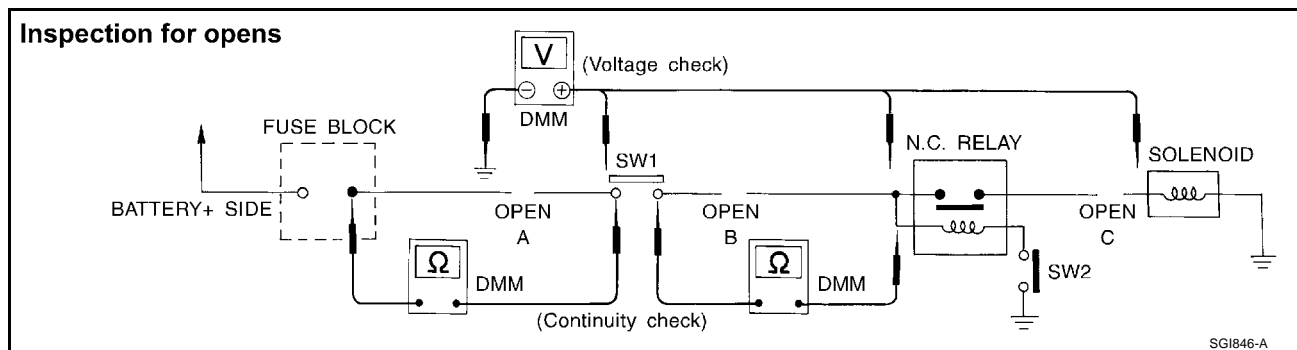 Inspection for opens
V
(Voltage check)
⊖ ⊕
DMM
FUSE BLOCK
N.C. RELAY
SW1
SOLENOID
BATTERY+ SIDE
OPEN
A
OPEN
B
OPEN
C
Ω
DMM
Ω
DMM
SW2
(Continuity check)
SGI846-A